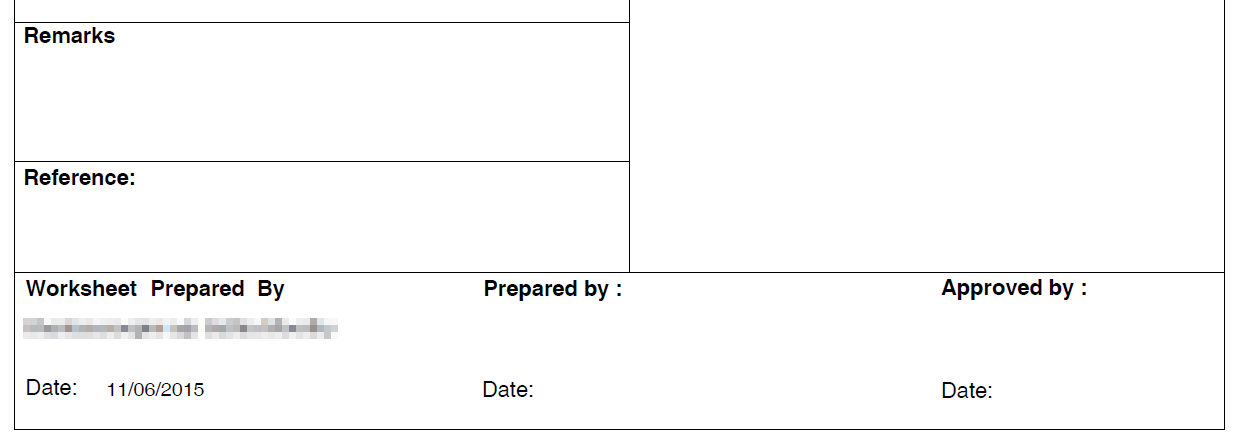 Remarks
Reference:
Worksheet Prepared By
Prepared by :
Approved by :
Date: 11/06/2015
Date:
Date: